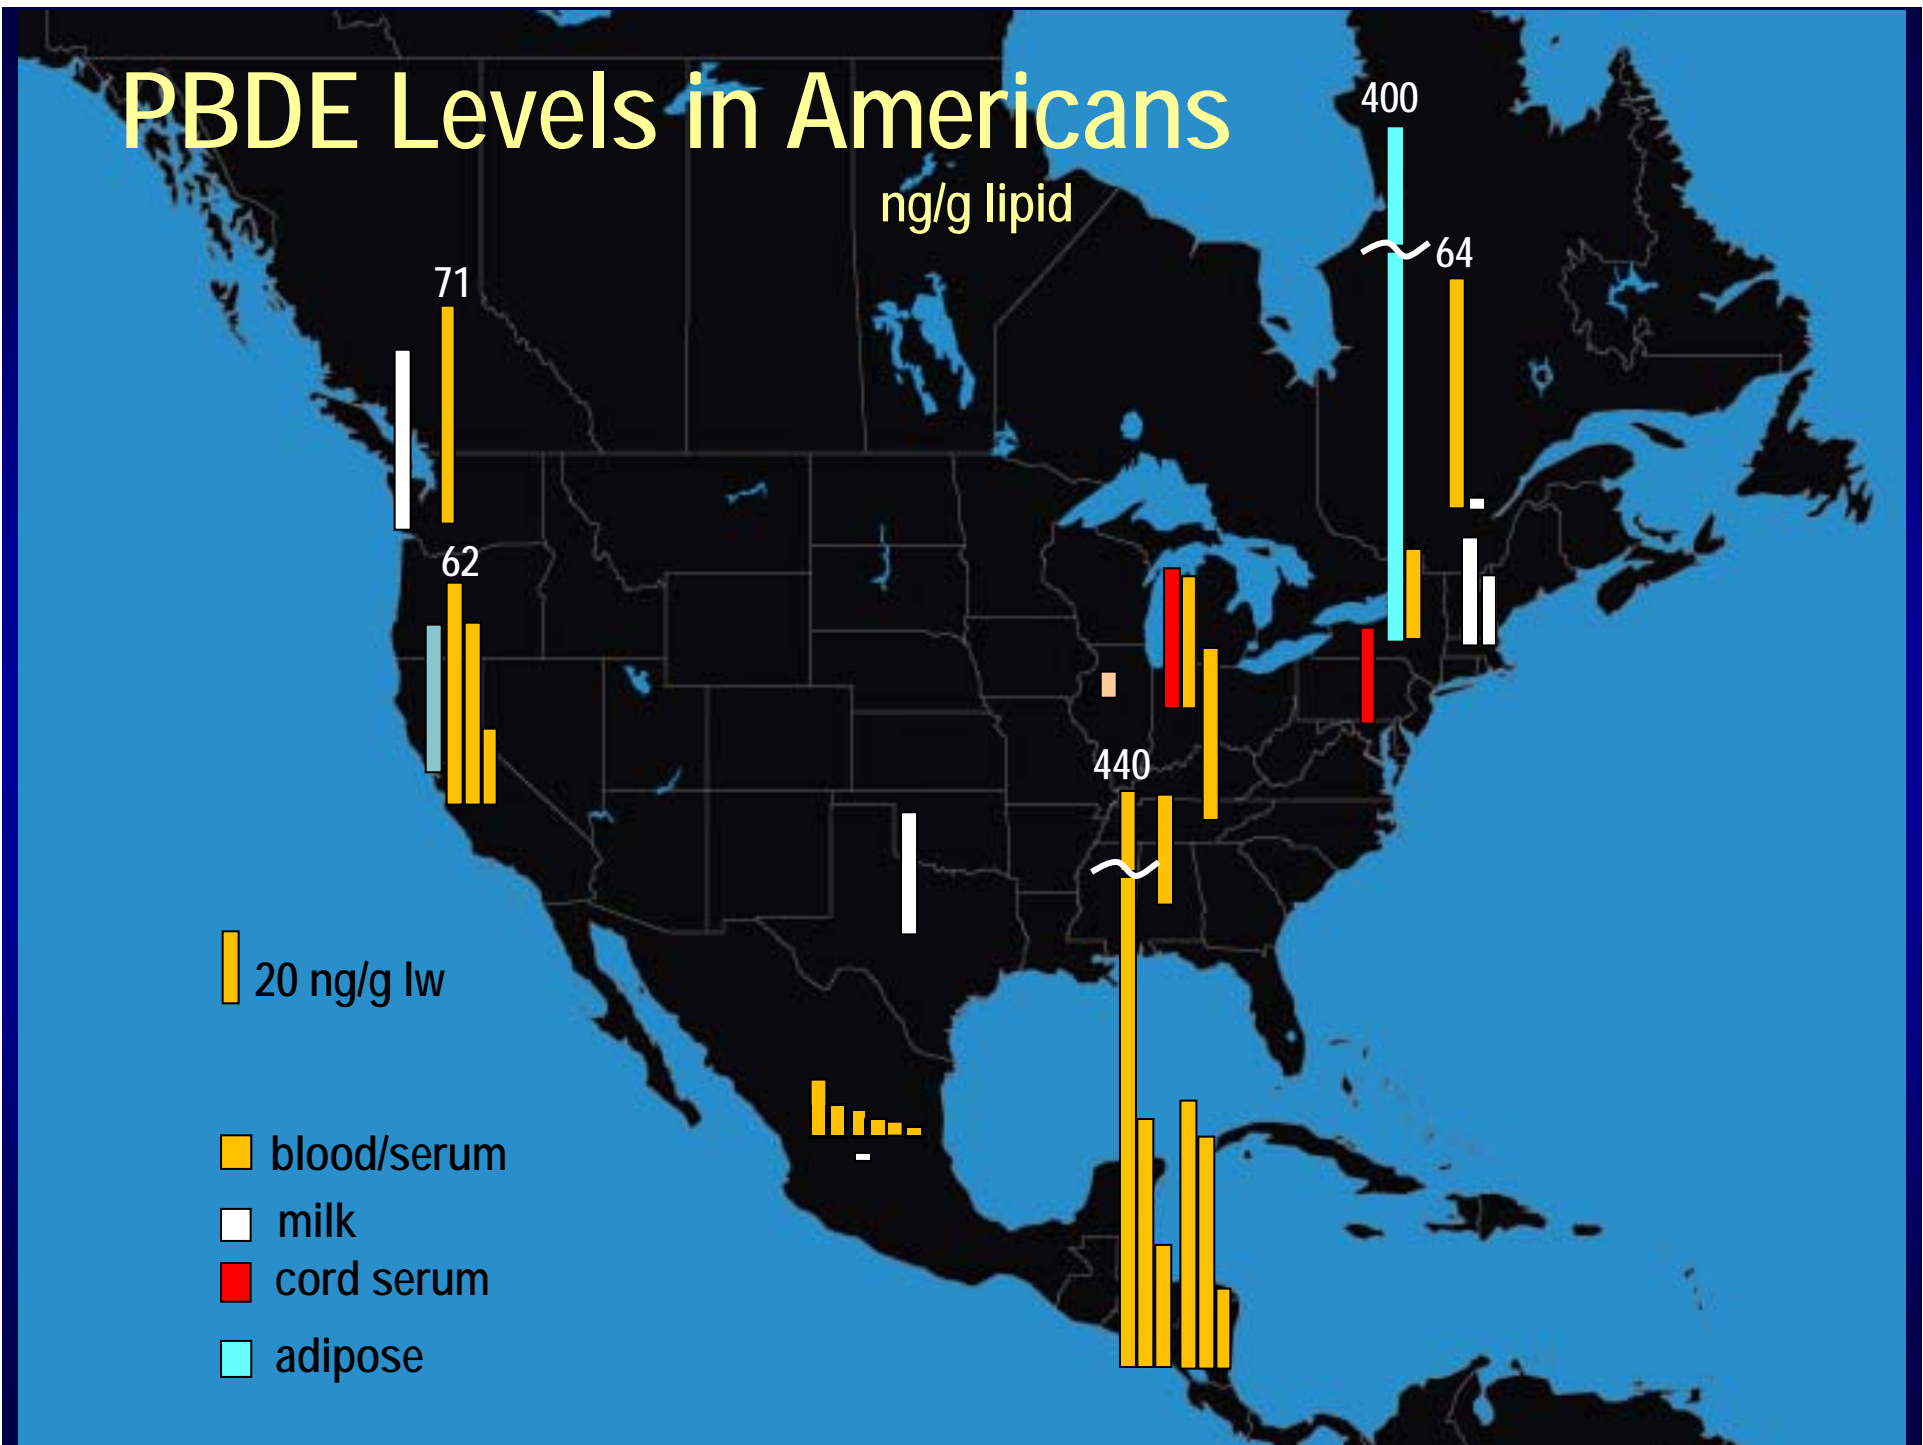 PBDE Levels in Americans
ng/g lipid
400
64
71
62
440
20 ng/g lw
blood/serum
milk
cord serum
adipose